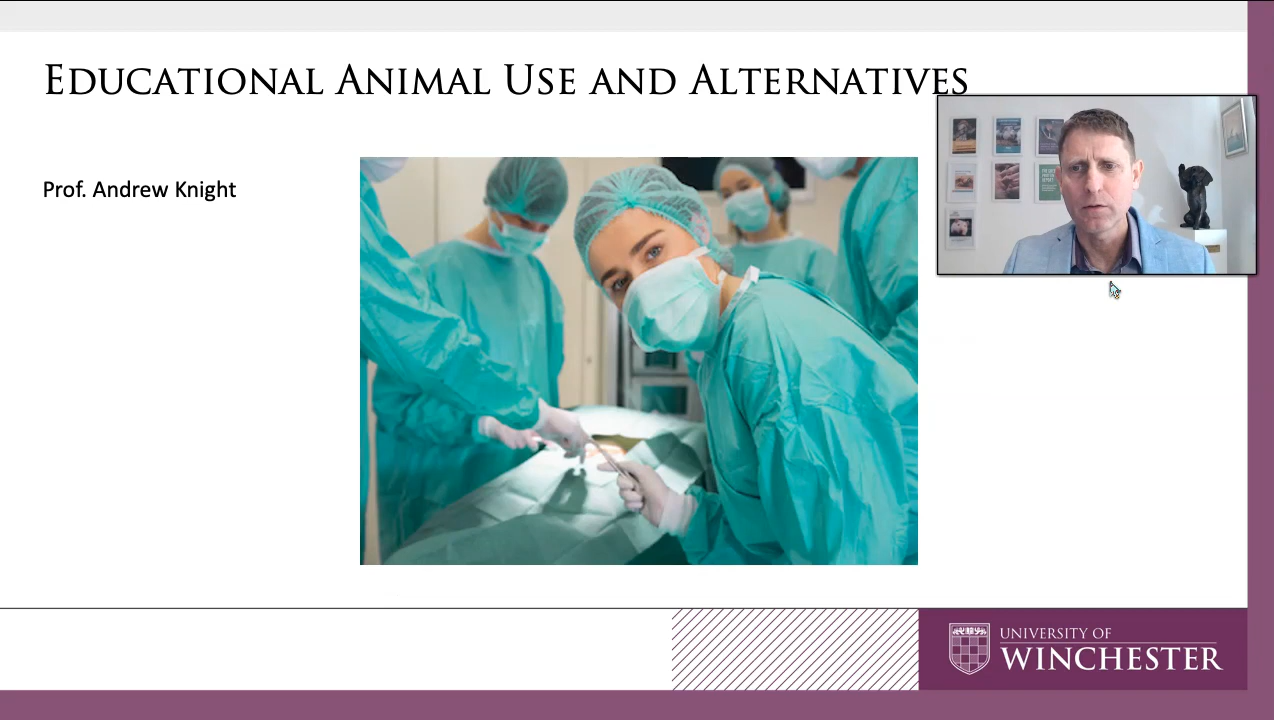 EDUCATIONAL ANIMAL USE AND ALTERNATIVES
Prof. Andrew Knight
UNIVERSITY OF
WINCHESTER